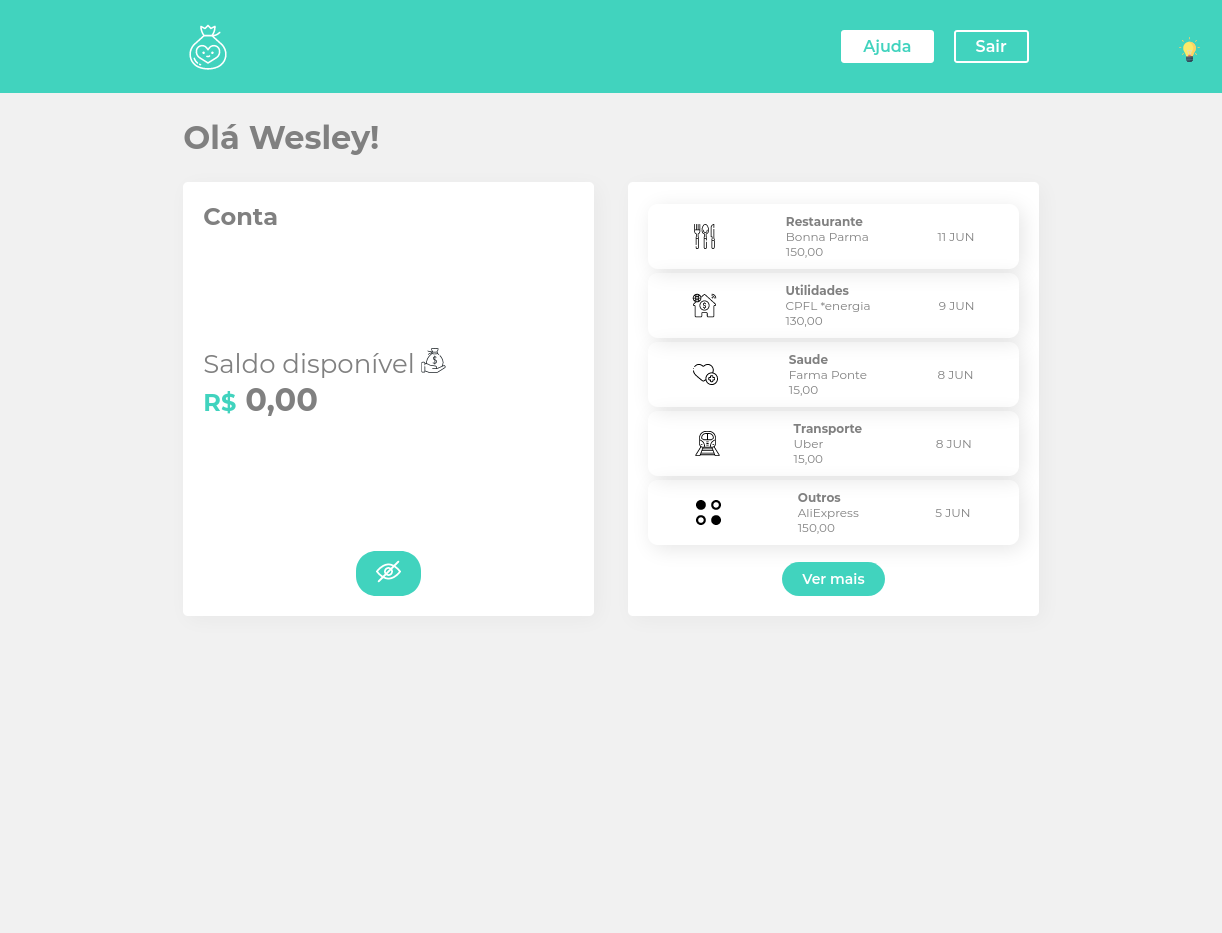 Ajuda
Sair
Olá Wesley!
Conta
Saldo disponível
R$ 0,00
Restaurante
Bonna Parma
150,00
11 JUN
Utilidades
CPFL *energia
130,00
9 JUN
Saude
Farma Ponte
15,00
8 JUN
Transporte
Uber
15,00
8 JUN
Outros
AliExpress
150,00
5 JUN
Ver mais